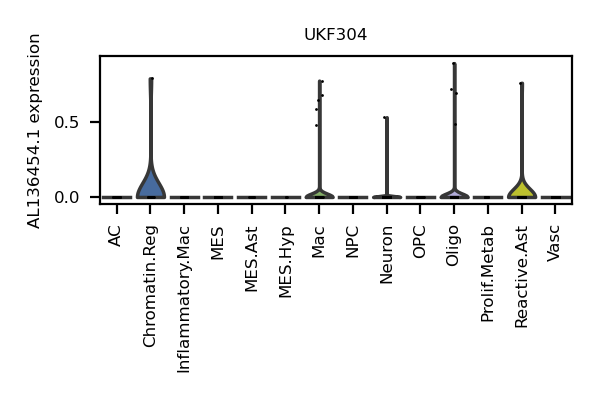 UKF304
AL136454.1 expression
0.5
0.0
AC
Chromatin.Reg
Inflammatory.Mac
MES
MES.Ast
MES.Hyp
Mac
NPC
Neuron
OPC
Oligo
Prolif.Metab
Reactive.Ast
Vasc